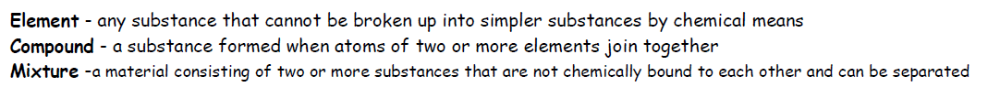 Element - any substance that cannot be broken up into simpler substances by chemical means
Compound - a substance formed when atoms of two or more elements join together
Mixture -a material consisting of two or more substances that are not chemically bound to each other and can be separated